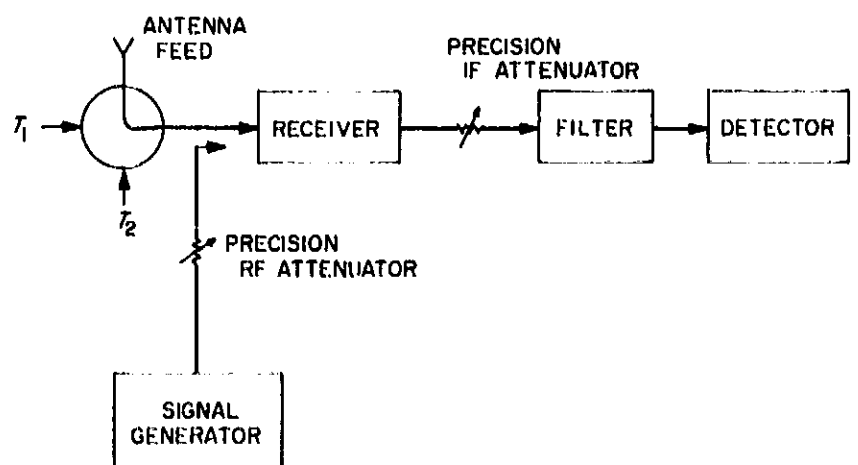 ANTENNA
FEED
PRECISION
IF ATTENUATOR
T1
RECEIVER
FILTER
DETECTOR
T2
PRECISION
RF ATTENUATOR
SIGNAL
GENERATOR